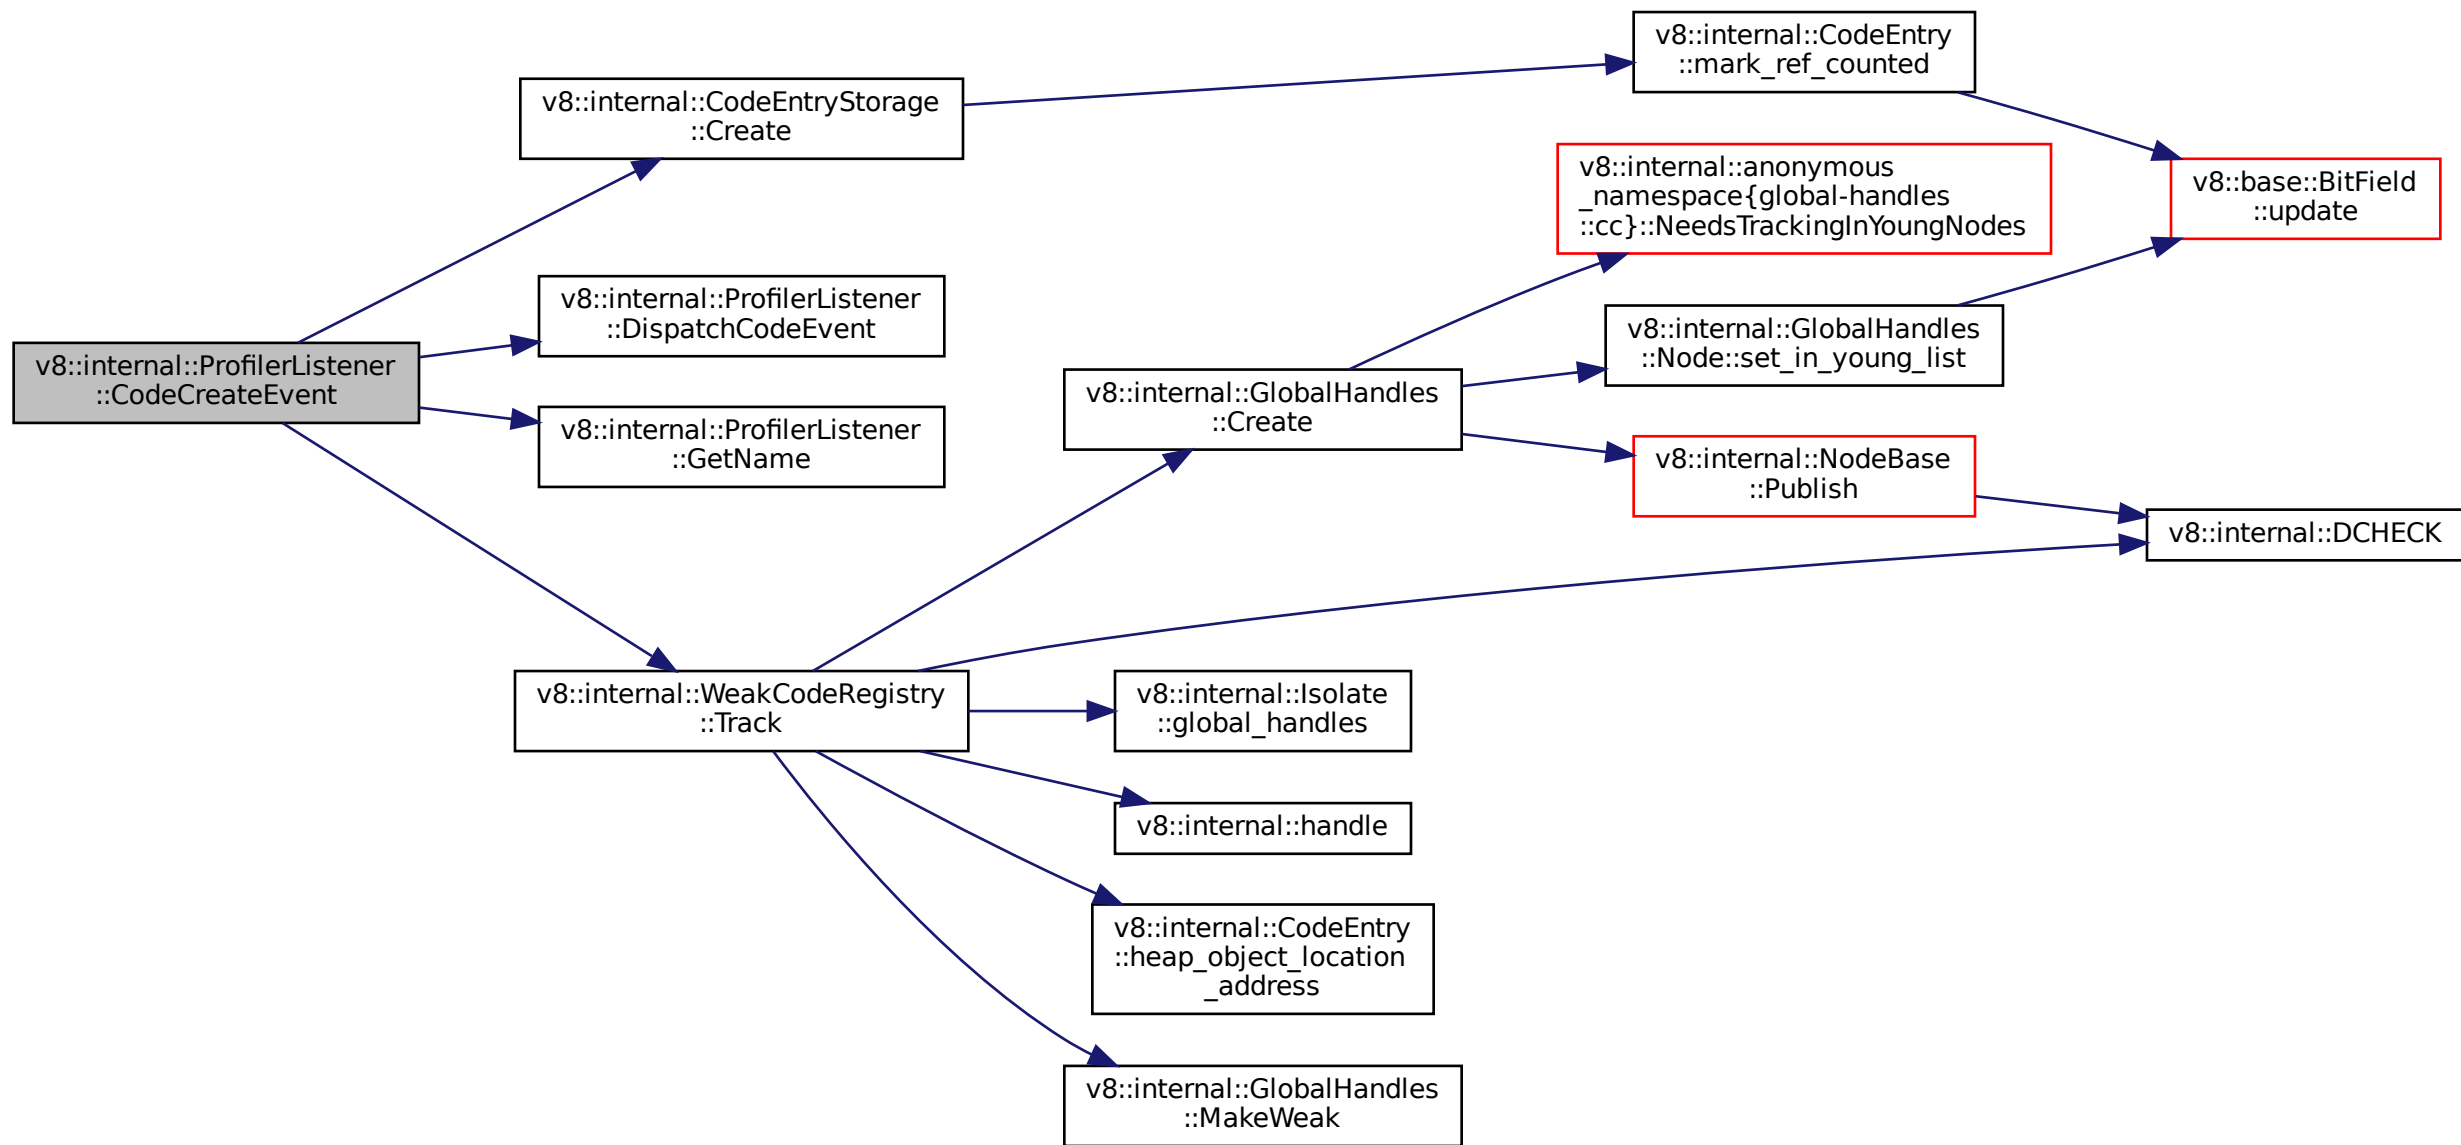 v8::internal::ProfilerListener
::CodeCreateEvent
v8::internal::CodeEntryStorage
::Create
v8::internal::ProfilerListener
::DispatchCodeEvent
v8::internal::ProfilerListener
::GetName
v8::internal::WeakCodeRegistry
::Track
v8::internal::CodeEntry
::mark_ref_counted
v8::base::BitField
::update
v8::internal::GlobalHandles
::Create
v8::internal::anonymous
_namespace{global-handles
::cc}::NeedsTrackingInYoungNodes
v8::internal::GlobalHandles
::Node::set_in_young_list
v8::internal::NodeBase
::Publish
v8::internal::DCHECK
v8::internal::Isolate
::global_handles
v8::internal::handle
v8::internal::CodeEntry
::heap_object_location
_address
v8::internal::GlobalHandles
::MakeWeak